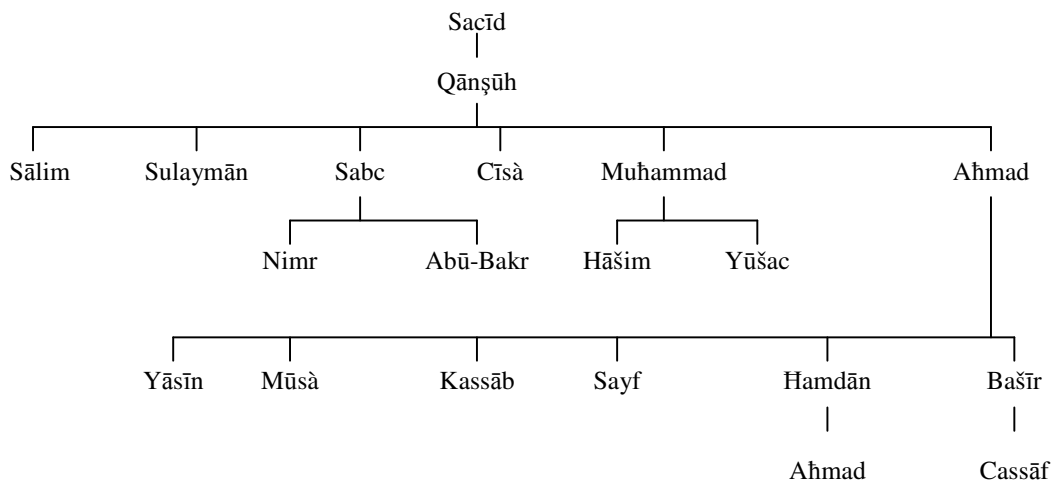 Sacīd
Qānşūh
Sālim Sulaymān Sabc Cīsà Muħammad Aħmad
Nimr Abū-Bakr Hāšim Yūšac
Yāsīn Mūsà Kassāb Sayf Ħamdān Bašīr
Aħmad Cassāf